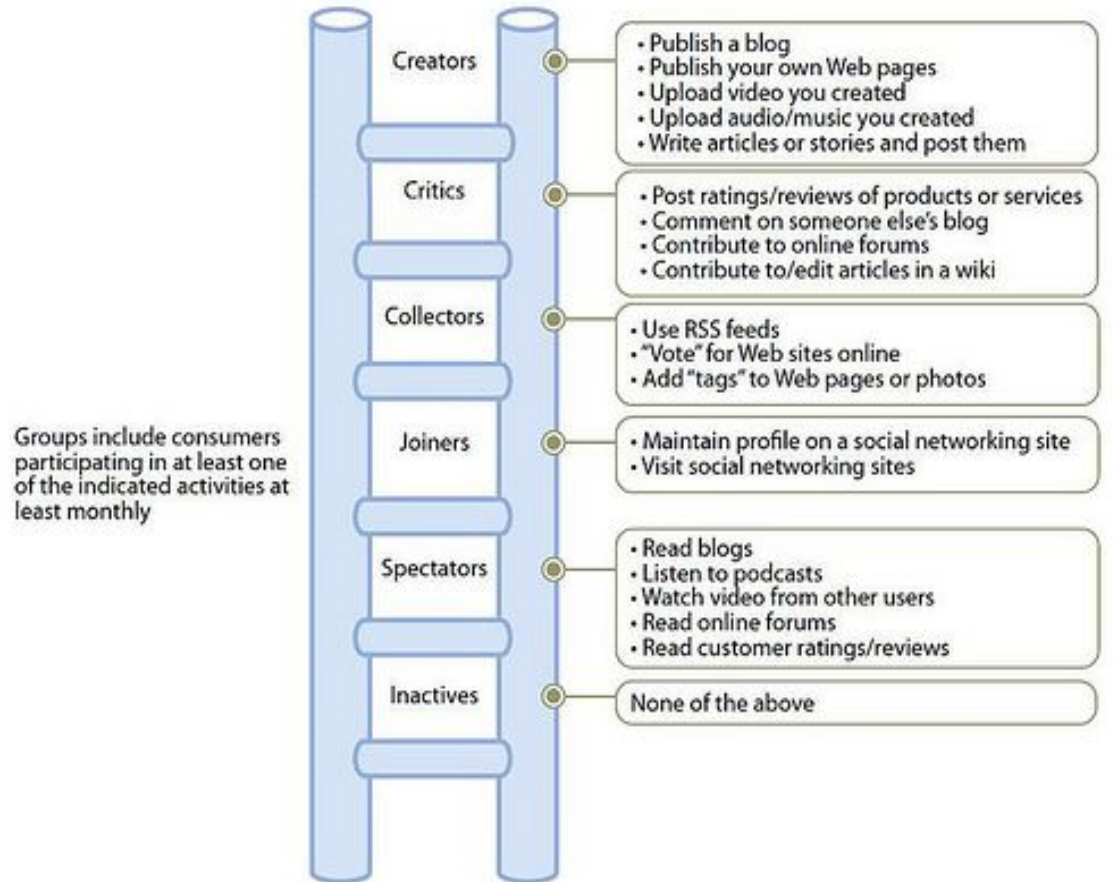 Creators
• Publish a blog
• Publish your own Web pages
• Upload video you created
• Upload audio/music you created
• Write articles or stories and post them
Critics
• Post ratings/reviews of products or services
• Comment on someone else's blog
• Contribute to online forums
• Contribute to/edit articles in a wiki
Collectors
• Use RSS feeds
• "Vote" for Web sites online
• Add "tags" to Web pages or photos
Groups include consumers
participating in at least one
of the indicated activities at
least monthly
Joiners
• Maintain profile on a social networking site
• Visit social networking sites
Spectators
• Read blogs
• Listen to podcasts
• Watch video from other users
• Read online forums
• Read customer ratings/reviews
Inactives
None of the above